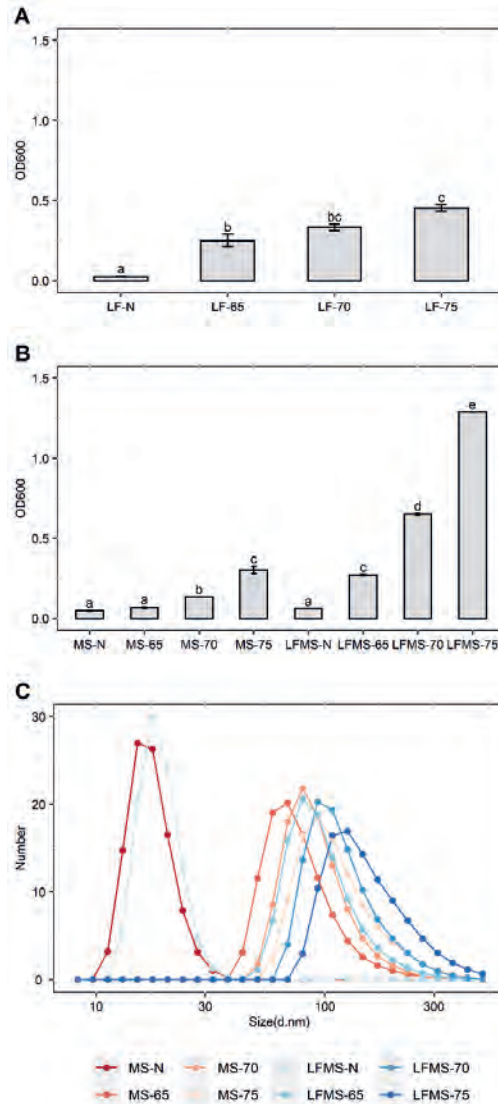 A
1.5
1.0
OD600
0.5
0.0
a
b
bc
c
LF-N LF-65 LF-70 LF-75
B
1.5
1.0
OD600
0.5
0.0
a
a
b
c
a
c
d
e
MS-N MS-65 MS-70 MS-75 LFMS-N LFMS-65 LFMS-70 LFMS-75
C
30
20
Number
10
0
10 30 100 300
Size(d.nm)
MS-N MS-70 LFMS-N LFMS-70
MS-65 MS-75 LFMS-65 LFMS-75